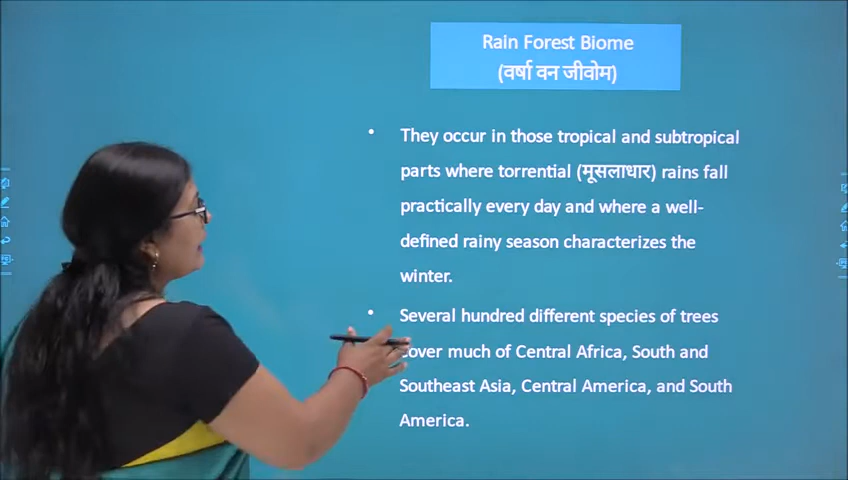 Rain Forest Biome
(वर्षा वन जीवोम)
• They occur in those tropical and subtropical
parts where torrential (मूसलाधार) rains fall
practically every day and where a well-
defined rainy season characterizes the
winter.
• Several hundred different species of trees
cover much of Central Africa, South and
Southeast Asia, Central America, and South
America.